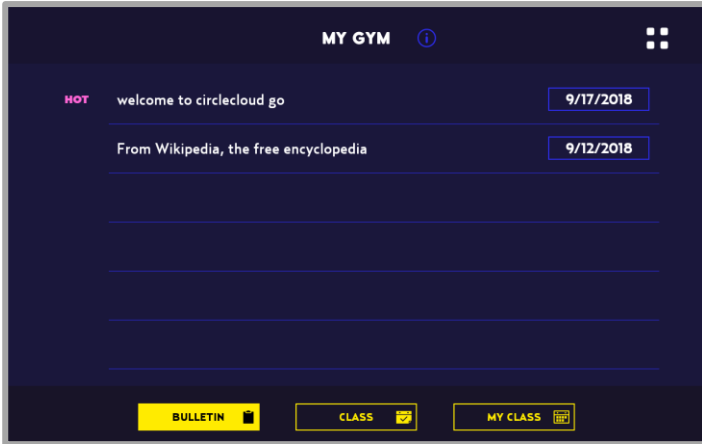 MY GYM
HOT welcome to circlecloud go 9/17/2018
From Wikipedia, the free encyclopedia 9/12/2018
BULLETIN CLASS MY CLASS